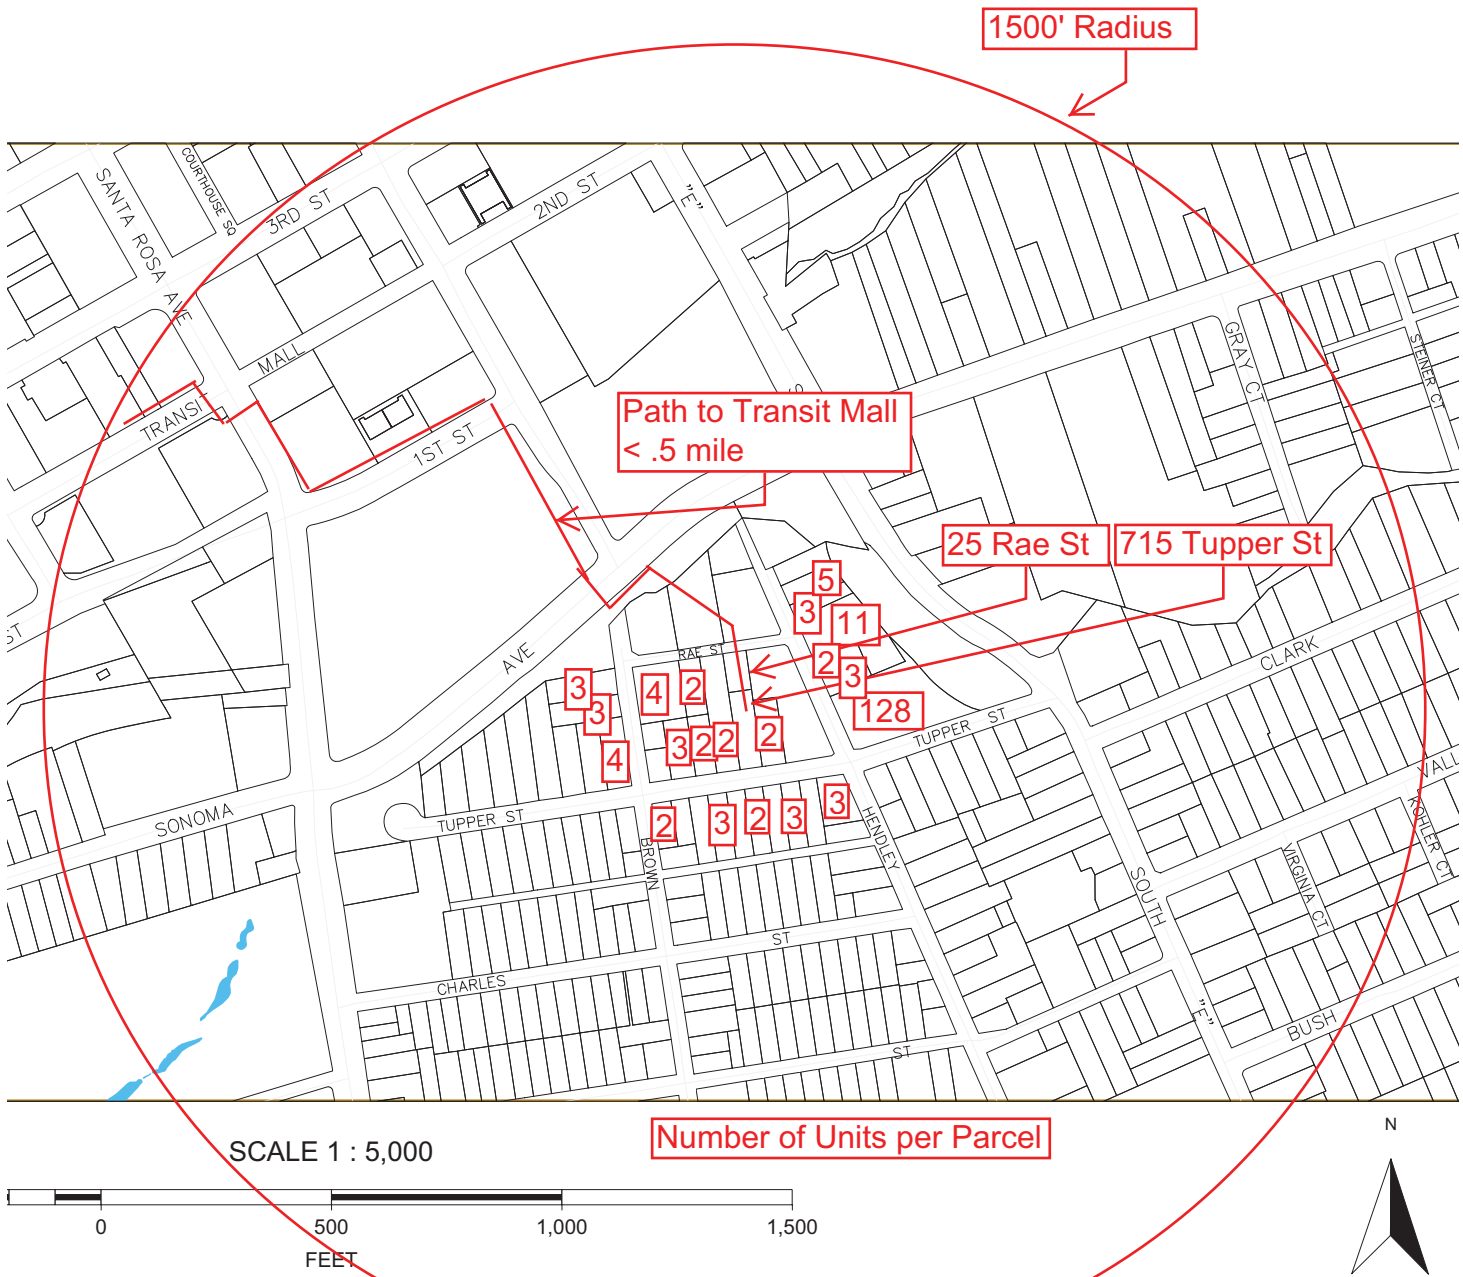 1500' Radius
COURTHOUSE SQ
SANTA ROSA AVE
3RD ST
2ND ST
"E"
MALL
TRANSIT
1ST ST
S
GRAY CT
STEINER CT
Path to Transit Mall
< .5 mile
25 Rae St
715 Tupper St
ST
AVE
RAE ST
5
3
11
2
3
128
3
3
4
4
2
3
2
2
2
CLARK
TUPPER ST
SONOMA
TUPPER ST
2
3
2
3
3
HENDLEY
BROWN
VALL
KOHLER CT
VIRGINIA CT
SOUTH
"E"
CHARLES
ST
ST
BUSH
Number of Units per Parcel
SCALE 1 : 5,000
0
500
1,000
1,500
FEET
N